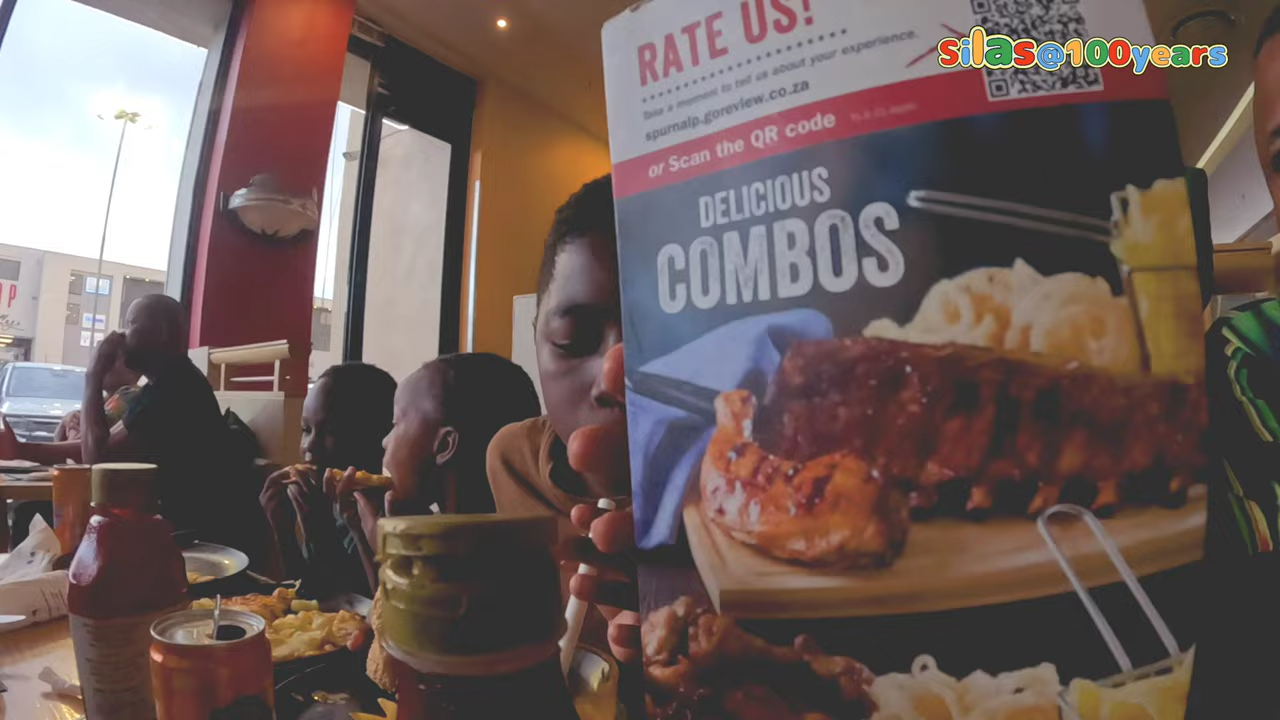 silas@100years
RATE US!
Take a moment to tell us about your experience.
spurnalp.goreview.co.za
or Scan the QR code
DELICIOUS
COMBOS